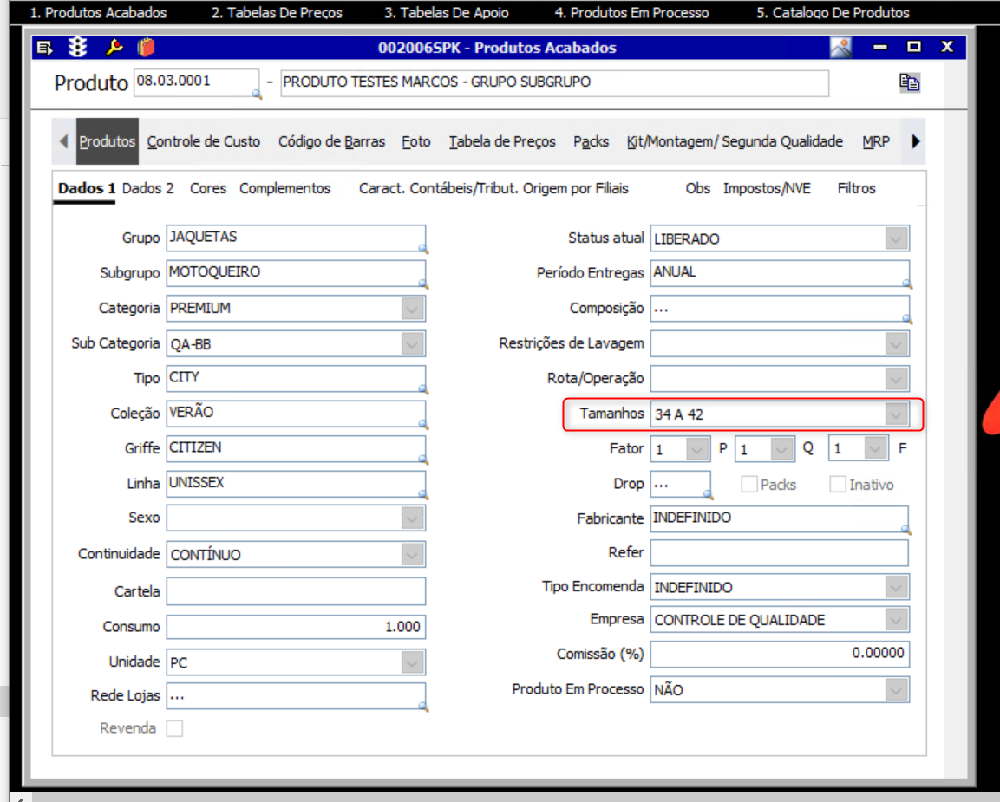 1. Produtos Acabados 2. Tabelas De Preços 3. Tabelas De Apoio 4. Produtos Em Processo 5. Catalogo De Produtos
002006SPK - Produtos Acabados
Produto 08.03.0001 - PRODUTO TESTES MARCOS - GRUPO SUBGRUPO
Produtos Controle de Custo Código de Barras Foto Tabela de Preços Packs Kit/Montagem/ Segunda Qualidade MRP
Dados 1 Dados 2 Cores Complementos Caract. Contábeis/Tribut. Origem por Filiais Obs Impostos/NVE Filtros
Grupo JAQUETAS Status atual LIBERADO
Subgrupo MOTOQUEIRO Período Entregas ANUAL
Categoria PREMIUM Composição ...
Sub Categoria QA-BB Restrições de Lavagem
Tipo CITY Rota/Operação
Coleção VERÃO Tamanhos 34 A 42
Griffe CITIZEN Fator 1 P 1 Q 1 F
Linha UNISSEX Drop ... Packs Inativo
Sexo Fabricante INDEFINIDO
Continuidade CONTÍNUO Refer
Cartela Tipo Encomenda INDEFINIDO
Consumo 1.000 Empresa CONTROLE DE QUALIDADE
Unidade PC Comissão (%) 0.00000
Rede Lojas ... Produto Em Processo NÃO
Revenda